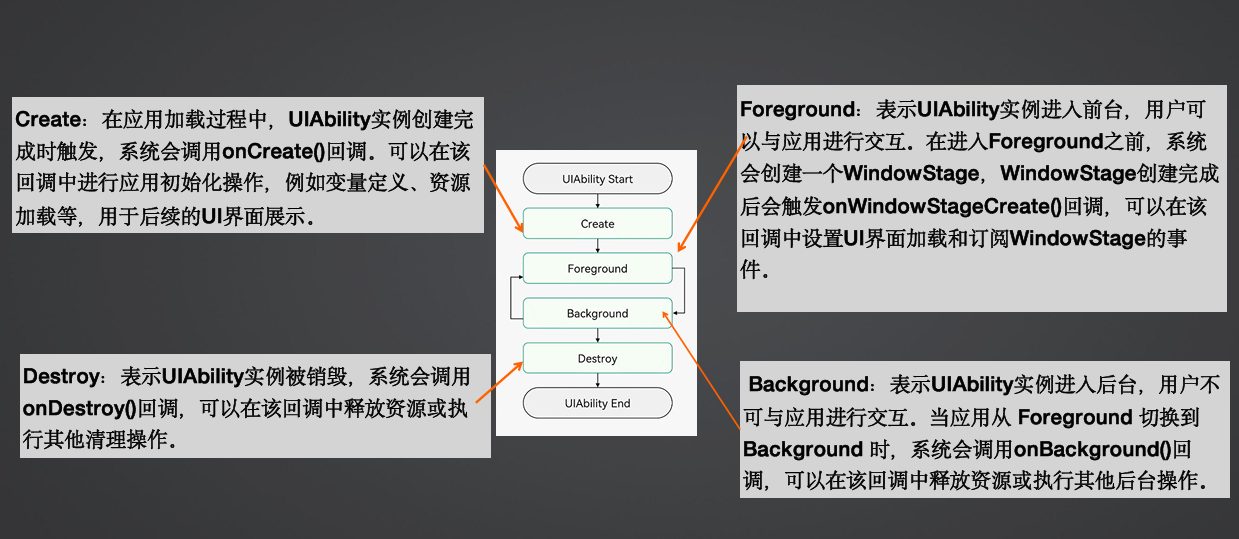 Create：在应用加载过程中，UIAbility实例创建完
成时触发，系统会调用onCreate()回调。可以在该
回调中进行应用初始化操作，例如变量定义、资源
加载等，用于后续的UI界面展示。
Foreground：表示UIAbility实例进入前台，用户可
以与应用进行交互。在进入Foreground之前，系统
会创建一个WindowStage，WindowStage创建完成
后会触发onWindowStageCreate()回调，可以在该
回调中设置UI界面加载和订阅WindowStage的事
件。
UIAbility Start
Create
Foreground
Background
Destroy
UIAbility End
Destroy：表示UIAbility实例被销毁，系统会调用
onDestroy()回调，可以在该回调中释放资源或执
行其他清理操作。
Background：表示UIAbility实例进入后台，用户不
可与应用进行交互。当应用从 Foreground 切换到
Background 时，系统会调用onBackground()回
调，可以在该回调中释放资源或执行其他后台操作。